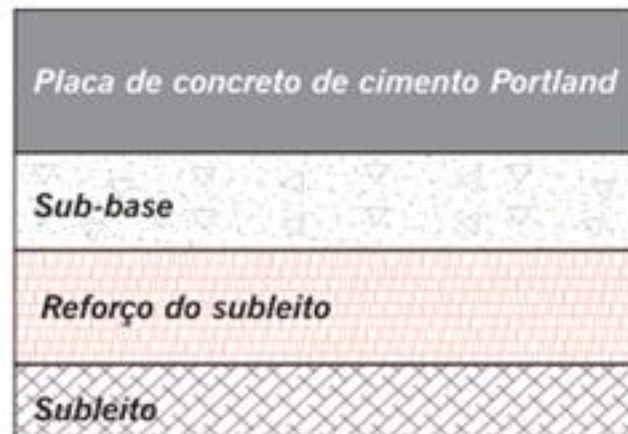 Placa de concreto de cimento Portland
Sub-base
Reforço do subleito
Subleito